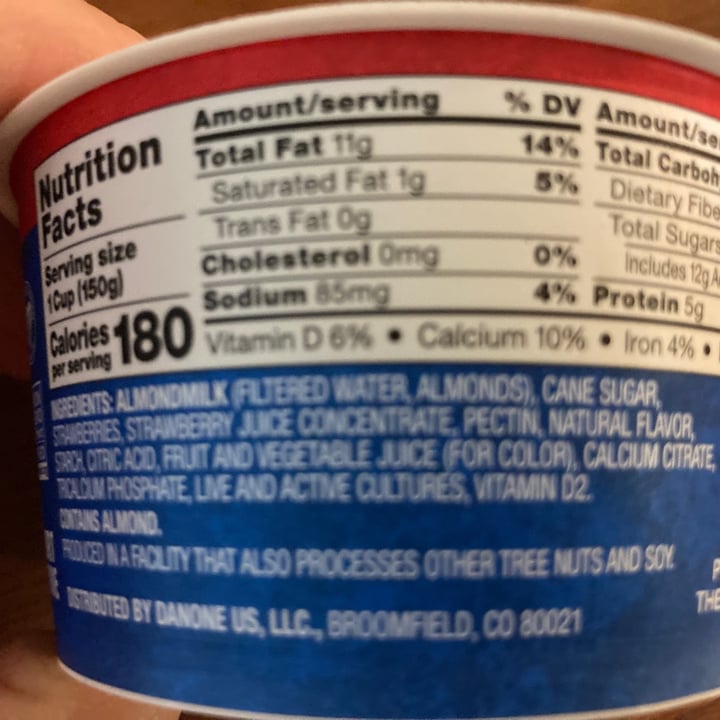 Nutrition
Facts
Serving size
1 Cup (150g)
Calories 180
per serving
Amount/serving % DV
Total Fat 11g 14%
Saturated Fat 1g 5%
Trans Fat 0g
Cholesterol 0mg 0%
Sodium 85mg 4%
Amount/se
Total Carboh
Dietary Fibe
Total Sugars
Includes 12g A
Protein 5g
Vitamin D 6% • Calcium 10% • Iron 4% •
INGREDIENTS: ALMONDMILK (FILTERED WATER, ALMONDS), CANE SUGAR,
STRAWBERRIES, STRAWBERRY JUICE CONCENTRATE, PECTIN, NATURAL FLAVOR,
STARCH, CITRIC ACID, FRUIT AND VEGETABLE JUICE (FOR COLOR), CALCIUM CITRATE,
TRICALCIUM PHOSPHATE, LIVE AND ACTIVE CULTURES, VITAMIN D2.
CONTAINS ALMOND.
PRODUCED IN A FACILITY THAT ALSO PROCESSES OTHER TREE NUTS AND SOY.
DISTRIBUTED BY DANONE US, LLC., BROOMFIELD, CO 80021
P
THE